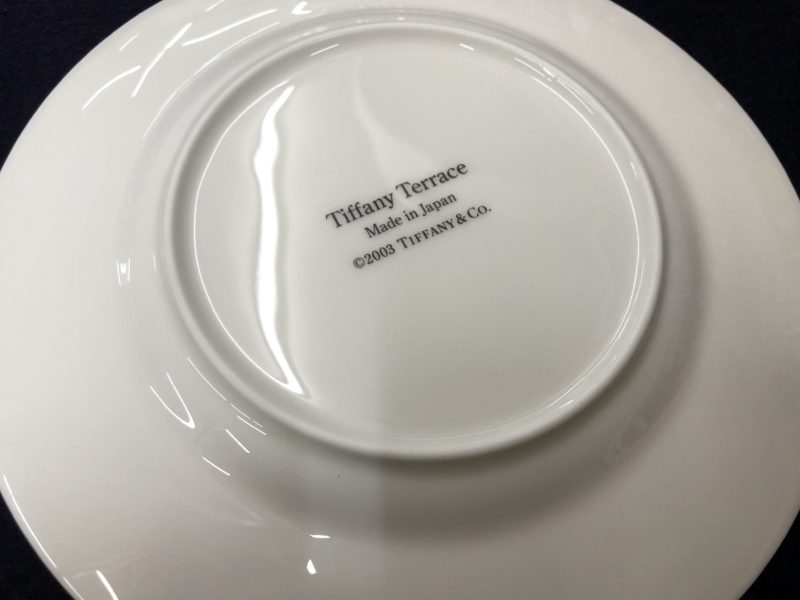 Tiffany Terrace
Made in Japan
©2003 TIFFANY & CO.